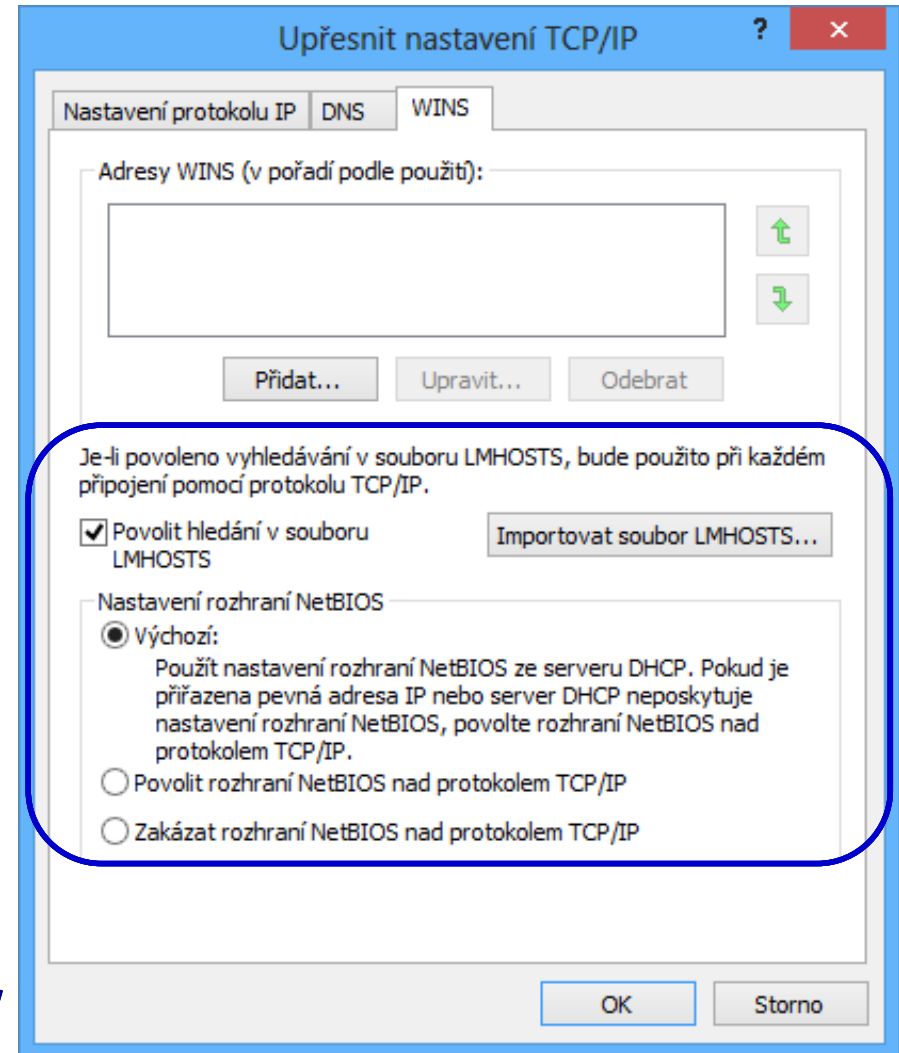 Upřesnit nastavení TCP/IP
?
×
Nastavení protokolu IP
DNS
WINS
Adresy WINS (v pořadí podle použití):
Přidat...
Upravit...
Odebrat
Je-li povoleno vyhledávání v souboru LMHOSTS, bude použito při každém
připojení pomocí protokolu TCP/IP.
Povolit hledání v souboru
LMHOSTS
Importovat soubor LMHOSTS...
Nastavení rozhraní NetBIOS
Výchozí:
Použít nastavení rozhraní NetBIOS ze serveru DHCP. Pokud je
přiřazena pevná adresa IP nebo server DHCP neposkytuje
nastavení rozhraní NetBIOS, povolte rozhraní NetBIOS nad
protokolem TCP/IP.
Povolit rozhraní NetBIOS nad protokolem TCP/IP
Zakázat rozhraní NetBIOS nad protokolem TCP/IP
OK
Storno